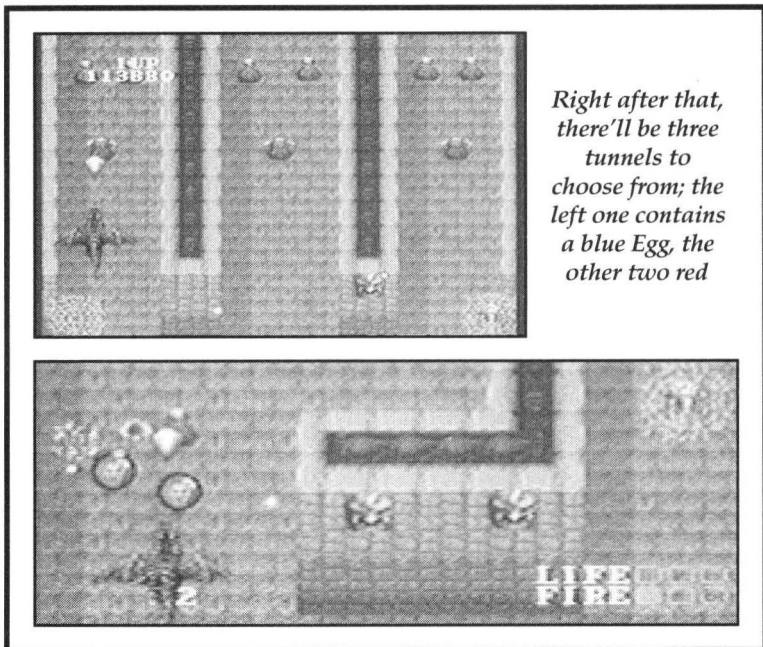 1UP
113880
Right after that,
there'll be three
tunnels to
choose from; the
left one contains
a blue Egg, the
other two red
2
LIFE
FIRE